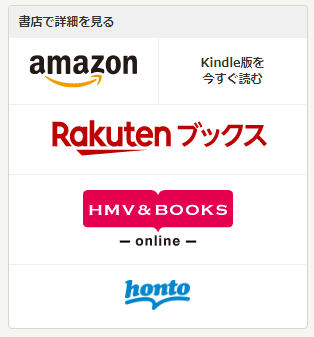 書店で詳細を見る
amazon
Kindle版を
今すぐ読む
Rakuten ブックス
HMV&BOOKS
online
honto